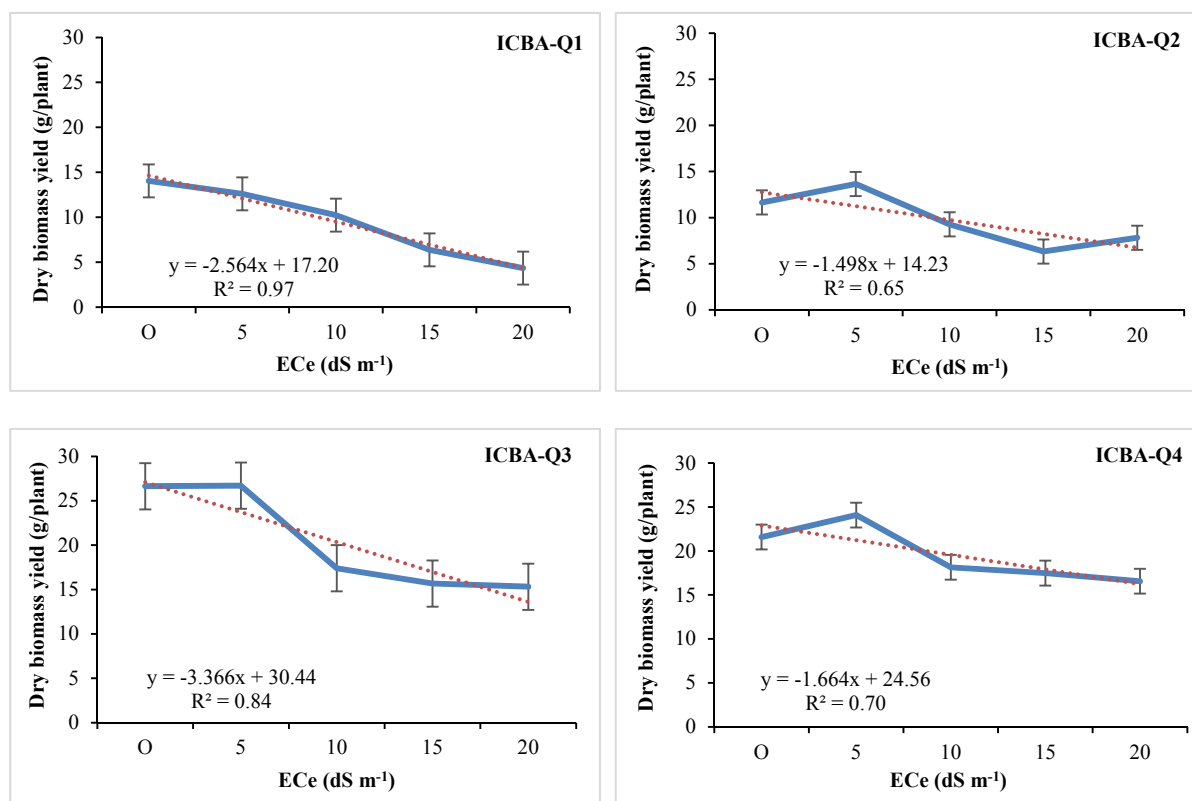 ICBA-Q1
Dry biomass yield (g/plant)
30
25
20
15
10
5
0
y = -2.564x + 17.20
R² = 0.97
O 5 10 15 20
ECe (dS m⁻¹)
ICBA-Q2
Dry biomass yield (g/plant)
30
25
20
15
10
5
0
y = -1.498x + 14.23
R² = 0.65
O 5 10 15 20
ECe (dS m⁻¹)
ICBA-Q3
Dry biomass yield (g/plant)
30
25
20
15
10
5
0
y = -3.366x + 30.44
R² = 0.84
O 5 10 15 20
ECe (dS m⁻¹)
ICBA-Q4
Dry biomass yield (g/plant)
30
25
20
15
10
5
0
y = -1.664x + 24.56
R² = 0.70
O 5 10 15 20
ECe (dS m⁻¹)